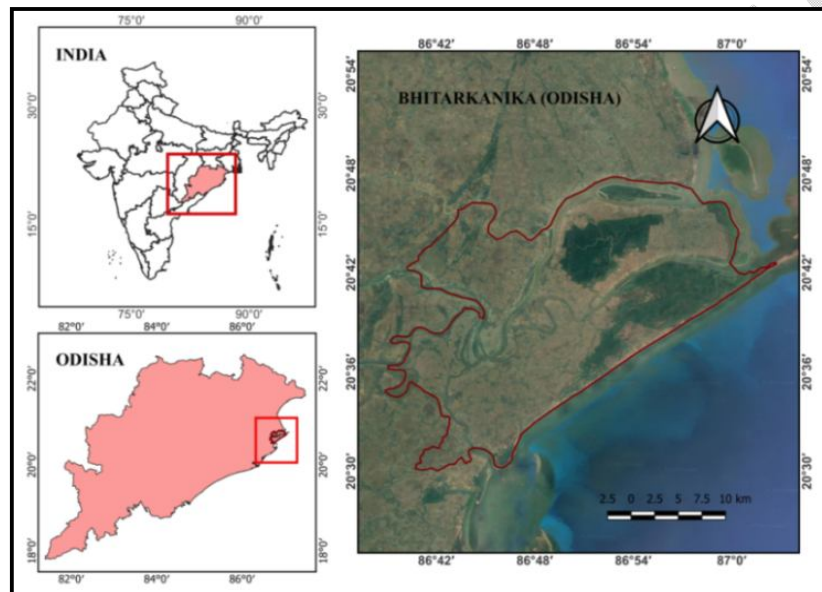 75°0' 90°0'
INDIA
30°0' 30°0'
15°0' 15°0'
75°0' 90°0'
82°0' 84°0' 86°0'
ODISHA
22°0' 22°0'
20°0' 20°0'
18°0' 18°0'
82°0' 84°0' 86°0'
86°42' 86°48' 86°54' 87°0'
20°54' 20°54'
BHITARKANIKA (ODISHA)
20°48' 20°48'
20°42' 20°42'
20°36' 20°36'
20°30' 20°30'
2.5 0 2.5 5 7.5 10 km
86°42' 86°48' 86°54' 87°0'